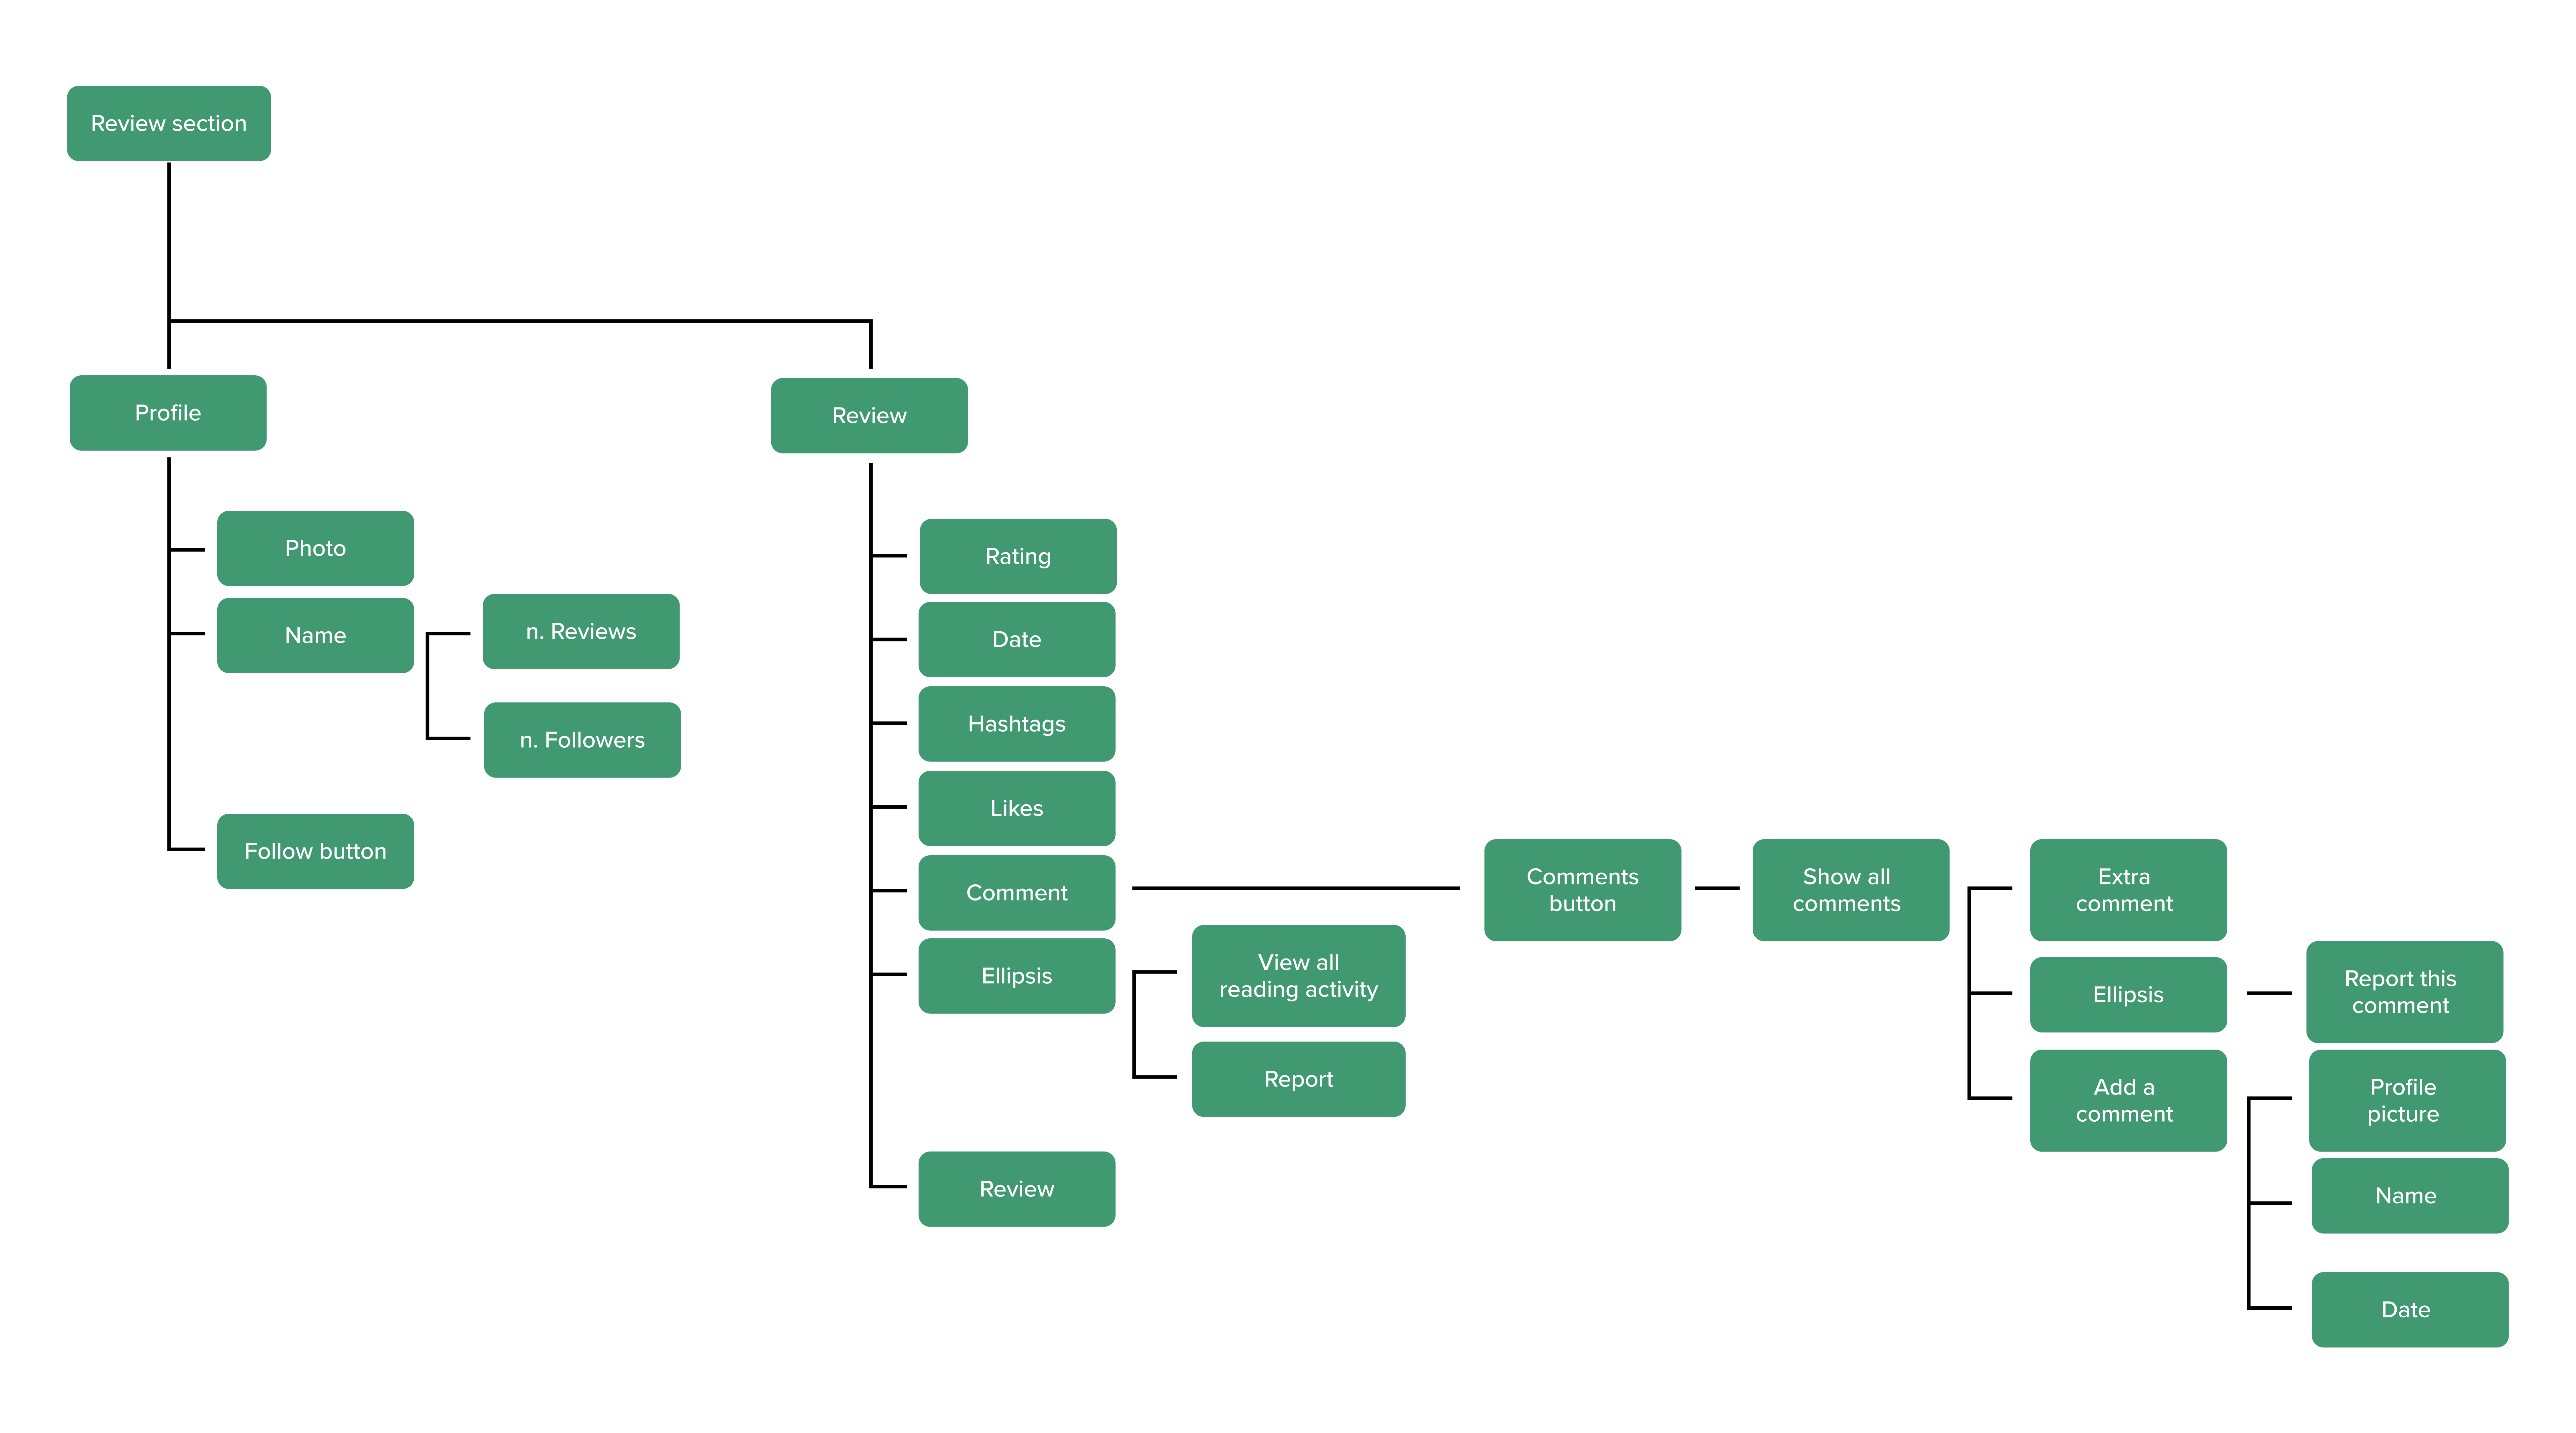 Review section
Profile
Photo
Name
n. Reviews
n. Followers
Follow button
Review
Rating
Date
Hashtags
Likes
Comment
Comments
button
Show all
comments
Extra
comment
Ellipsis
Report this
comment
Add a
comment
Profile
picture
Name
Date
Ellipsis
View all
reading activity
Report
Review